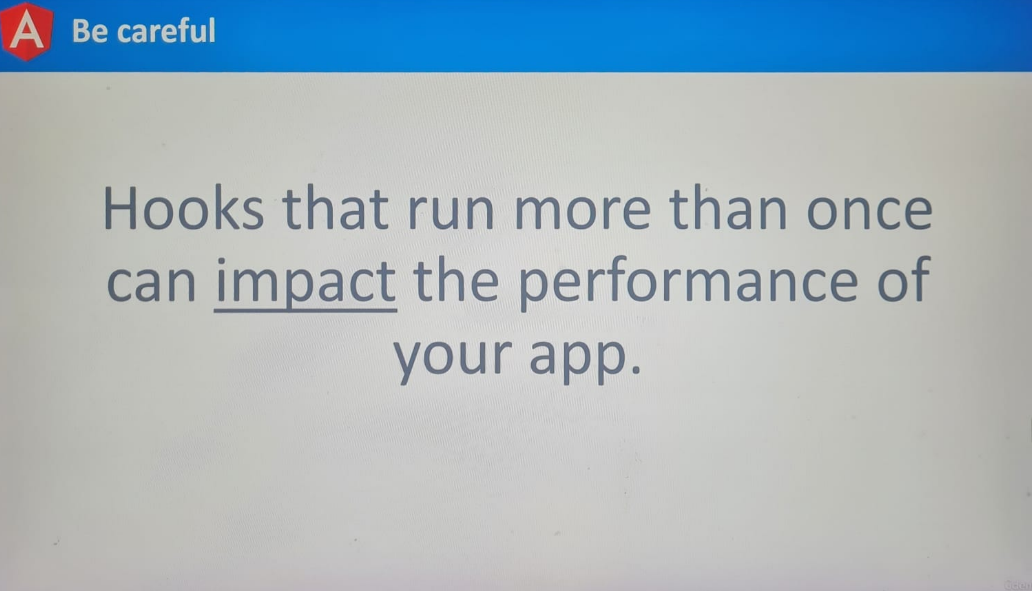 Be careful
Hooks that run more than once
can impact the performance of
your app.